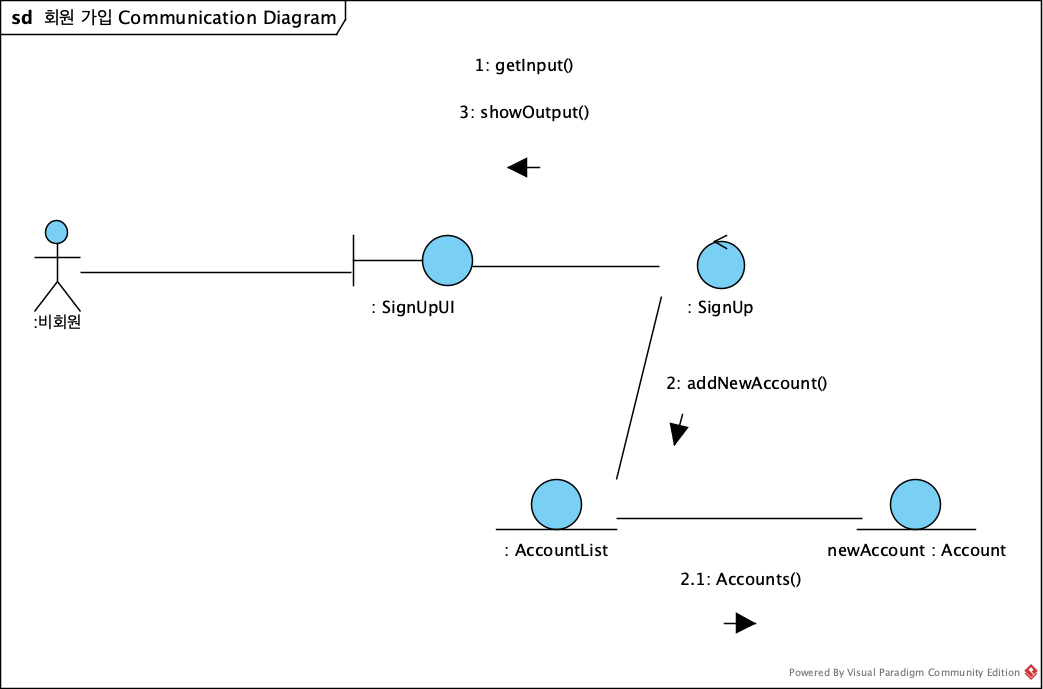 sd 회원 가입 Communication Diagram
1: getInput()
3: showOutput()
:비회원
: SignUpUI
: SignUp
2: addNewAccount()
: AccountList
newAccount : Account
2.1: Accounts()
Powered By Visual Paradigm Community Edition